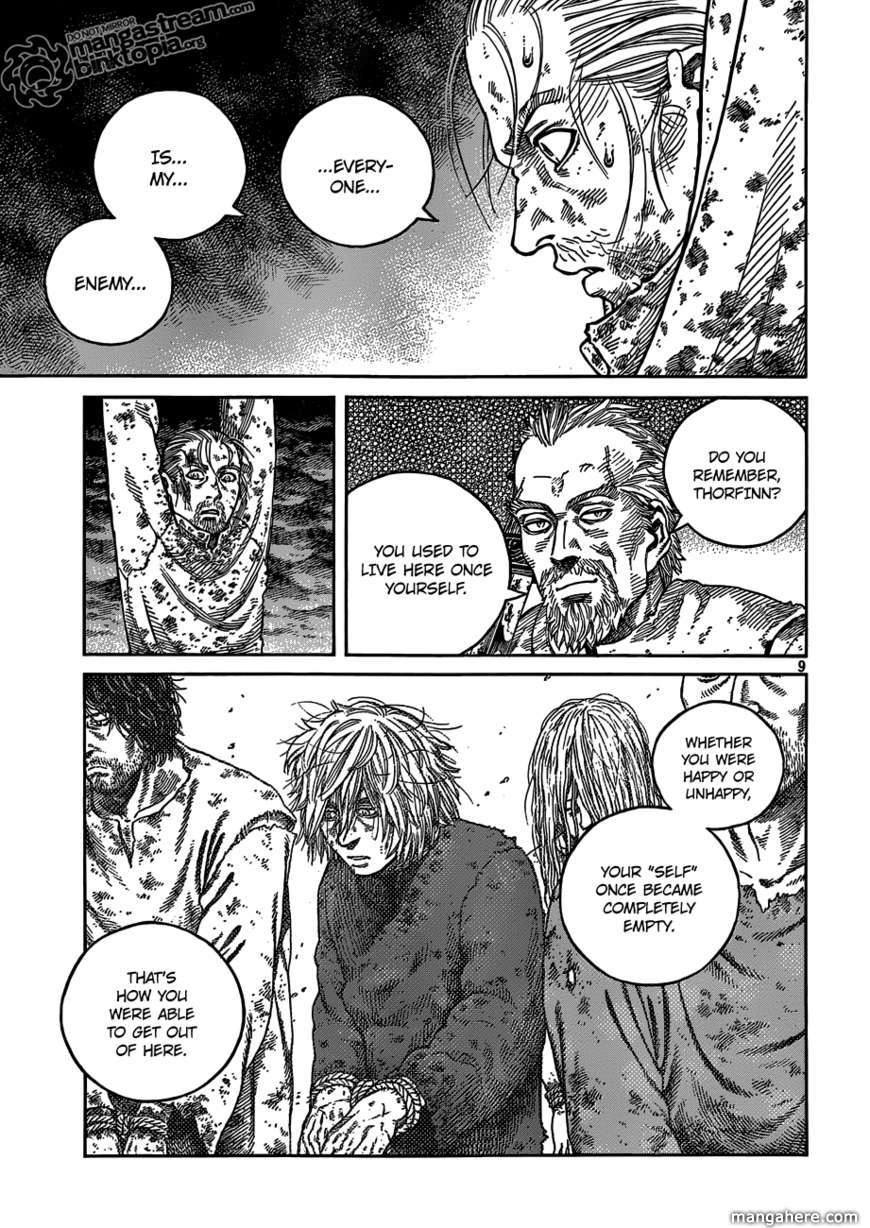 DO NOT MIRROR
mangastream.com
binktopia.org
...EVERY-
ONE...
IS...
MY...
ENEMY...
DO YOU
REMEMBER,
THORFINN?
YOU USED TO
LIVE HERE ONCE
YOURSELF.
9
WHETHER
YOU WERE
HAPPY OR
UNHAPPY,
YOUR "SELF"
ONCE BECAME
COMPLETELY
EMPTY.
THAT'S
HOW YOU
WERE ABLE
TO GET OUT
OF HERE.
mangahere.com